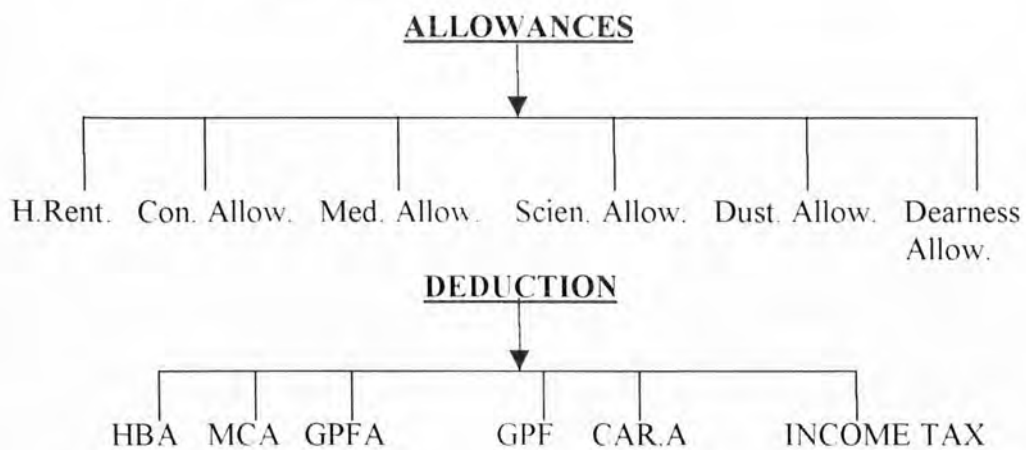 ALLOWANCES
H.Rent. Con. Allow. Med. Allow. Scien. Allow. Dust. Allow. Dearness
Allow.
DEDUCTION
HBA MCA GPFA GPF CAR.A INCOME TAX